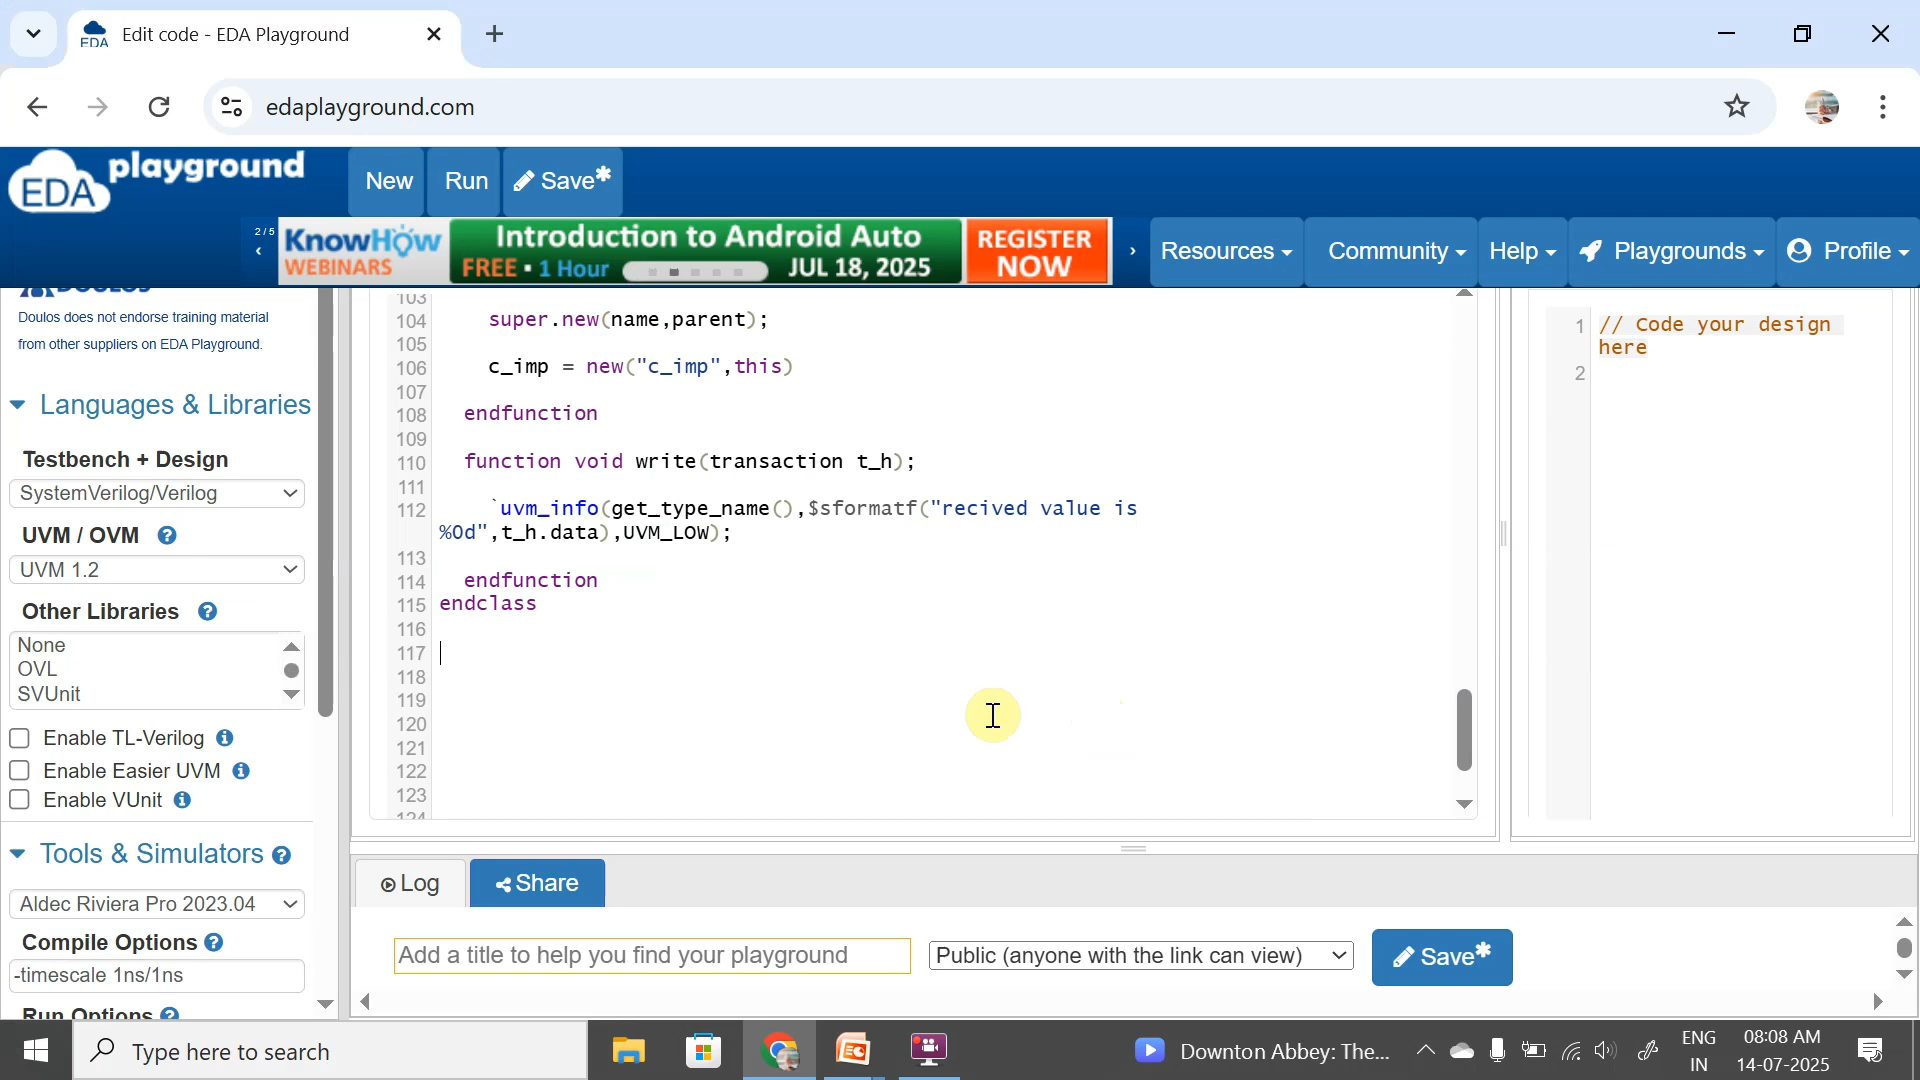 Edit code - EDA Playground
edaplayground.com
EDA playground
New
Run
Save*
2/5
KnowHow
WEBINARS
Introduction to Android Auto
FREE • 1 Hour
JUL 18, 2025
REGISTER
NOW
Resources
Community
Help
Playgrounds
Profile
DOULOS
Doulos does not endorse training material
from other suppliers on EDA Playground.
Languages & Libraries
Testbench + Design
SystemVerilog/Verilog
UVM / OVM
UVM 1.2
Other Libraries
None
OVL
SVUnit
Enable TL-Verilog
Enable Easier UVM
Enable VUnit
Tools & Simulators
Aldec Riviera Pro 2023.04
Compile Options
-timescale 1ns/1ns
Run Options
103
104 super.new(name,parent);
105
106 c_imp = new("c_imp",this)
107
108 endfunction
109
110 function void write(transaction t_h);
111
112 `uvm_info(get_type_name(),$sformatf("recived value is
%0d",t_h.data),UVM_LOW);
113
114 endfunction
115 endclass
116
117
118
119
120
121
122
123
124
1 // Code your design
here
2
Log
Share
Add a title to help you find your playground
Public (anyone with the link can view)
Save*
Type here to search
Downton Abbey: The...
ENG
IN
08:08 AM
14-07-2025